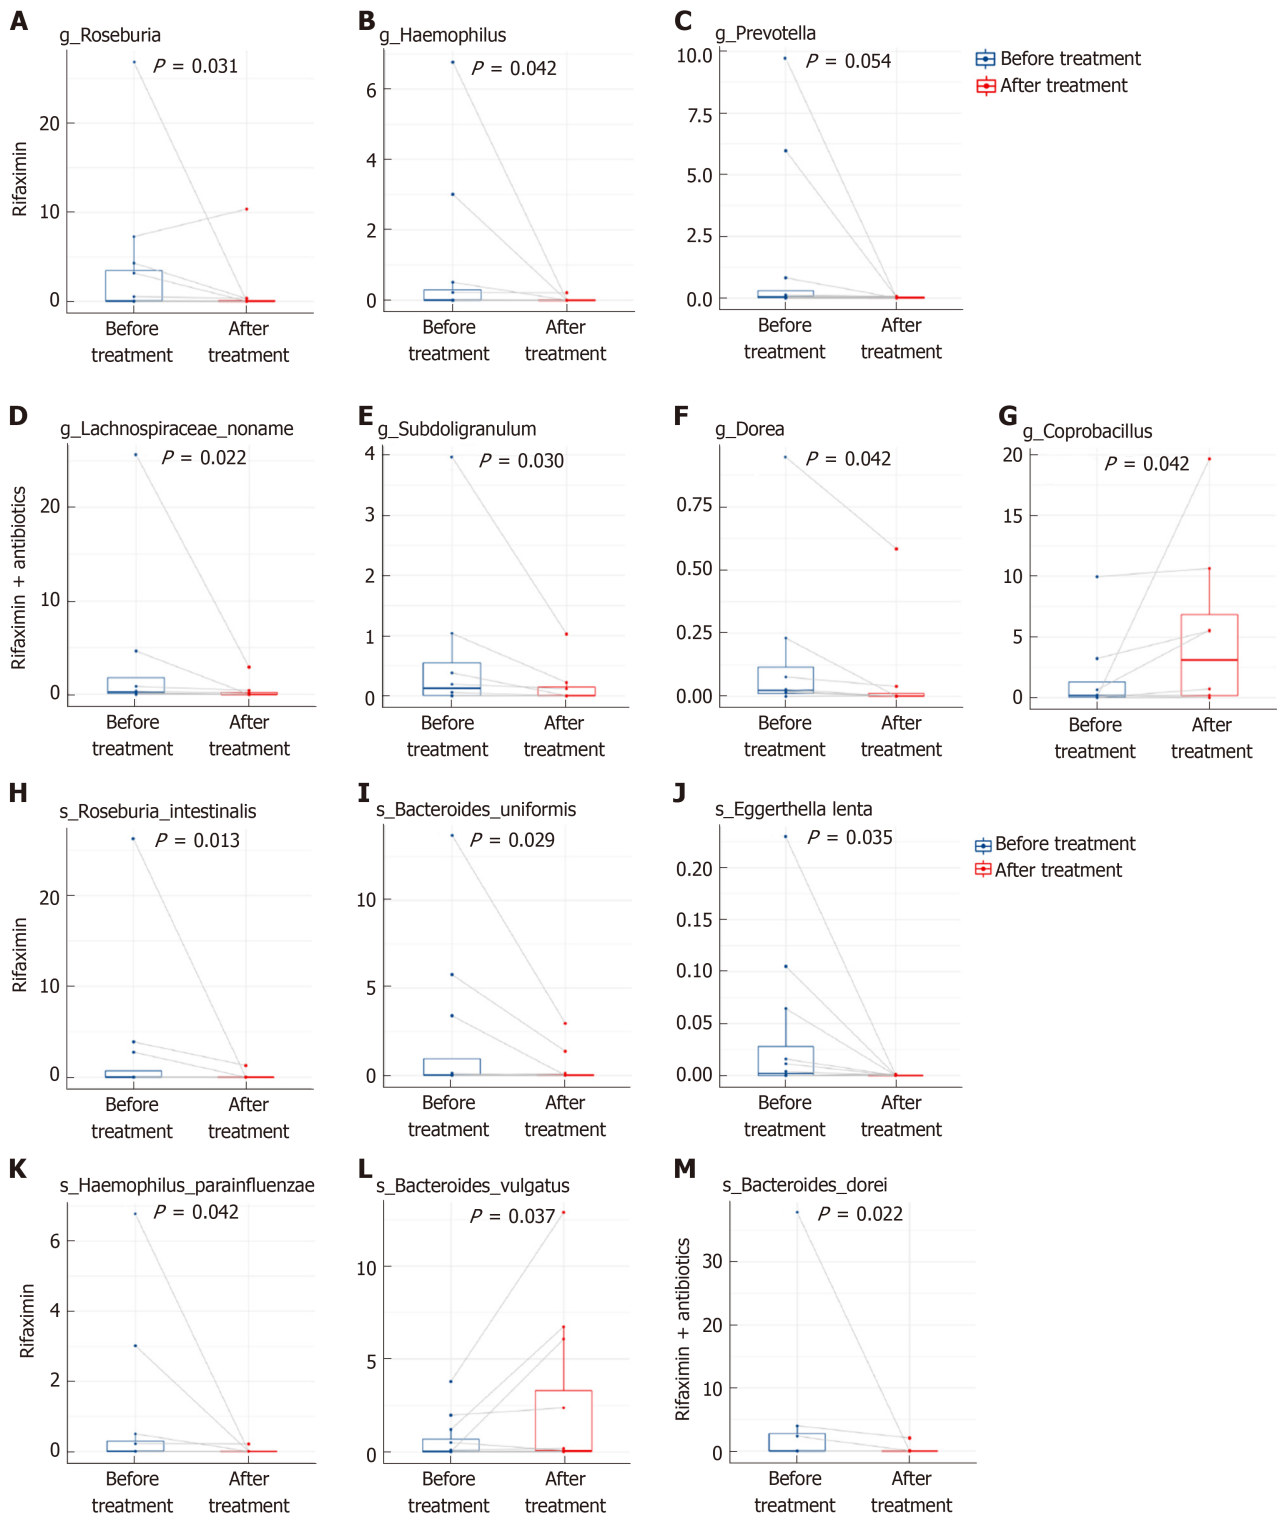 A
g_Roseburia
P = 0.031
Rifaximin
20
10
0
Before treatment
After treatment
B
g_Haemophilus
P = 0.042
6
4
2
0
Before treatment
After treatment
C
g_Prevotella
P = 0.054
10.0
7.5
5.0
2.5
0.0
Before treatment
After treatment
Before treatment
After treatment
D
g_Lachnospiraceae_noname
P = 0.022
Rifaximin + antibiotics
20
10
0
Before treatment
After treatment
E
g_Subdoligranulum
P = 0.030
4
3
2
1
0
Before treatment
After treatment
F
g_Dorea
P = 0.042
0.75
0.50
0.25
0.00
Before treatment
After treatment
G
g_Coprobacillus
P = 0.042
20
15
10
5
0
Before treatment
After treatment
H
s_Roseburia_intestinalis
P = 0.013
Rifaximin
20
10
0
Before treatment
After treatment
I
s_Bacteroides_uniformis
P = 0.029
10
5
0
Before treatment
After treatment
J
s_Eggerthella lenta
P = 0.035
0.20
0.15
0.10
0.05
0.00
Before treatment
After treatment
Before treatment
After treatment
K
s_Haemophilus_parainfluenzae
P = 0.042
Rifaximin
6
4
2
0
Before treatment
After treatment
L
s_Bacteroides_vulgatus
P = 0.037
10
5
0
Before treatment
After treatment
M
s_Bacteroides_dorei
P = 0.022
Rifaximin + antibiotics
30
20
10
0
Before treatment
After treatment